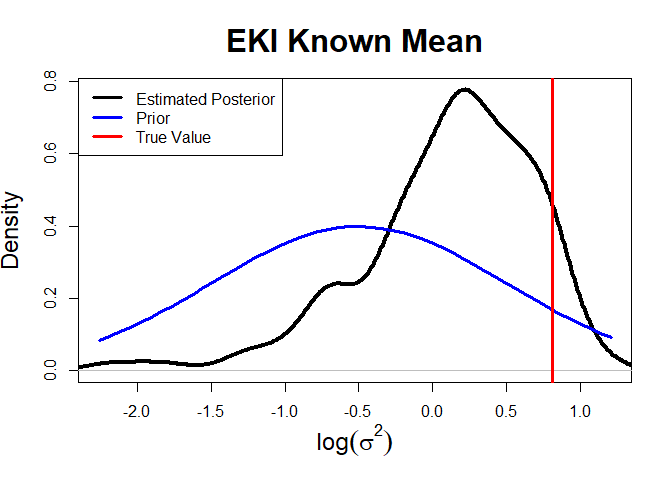 EKI Known Mean
Estimated Posterior
Prior
True Value
Density
0.0
0.2
0.4
0.6
0.8
-2.0 -1.5 -1.0 -0.5 0.0 0.5 1.0
log(σ²)